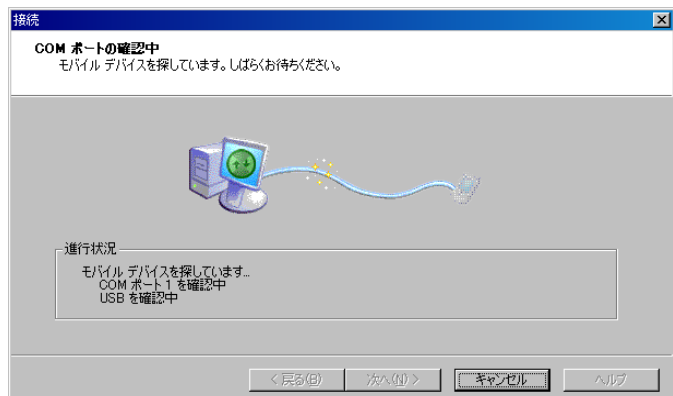 接続
COM ポートの確認中
モバイル デバイスを探しています。しばらくお待ちください。
進行状況
モバイル デバイスを探しています...
COM ポート 1 を確認中
USB を確認中
< 戻る(B)
次へ(N) >
キャンセル
ヘルプ